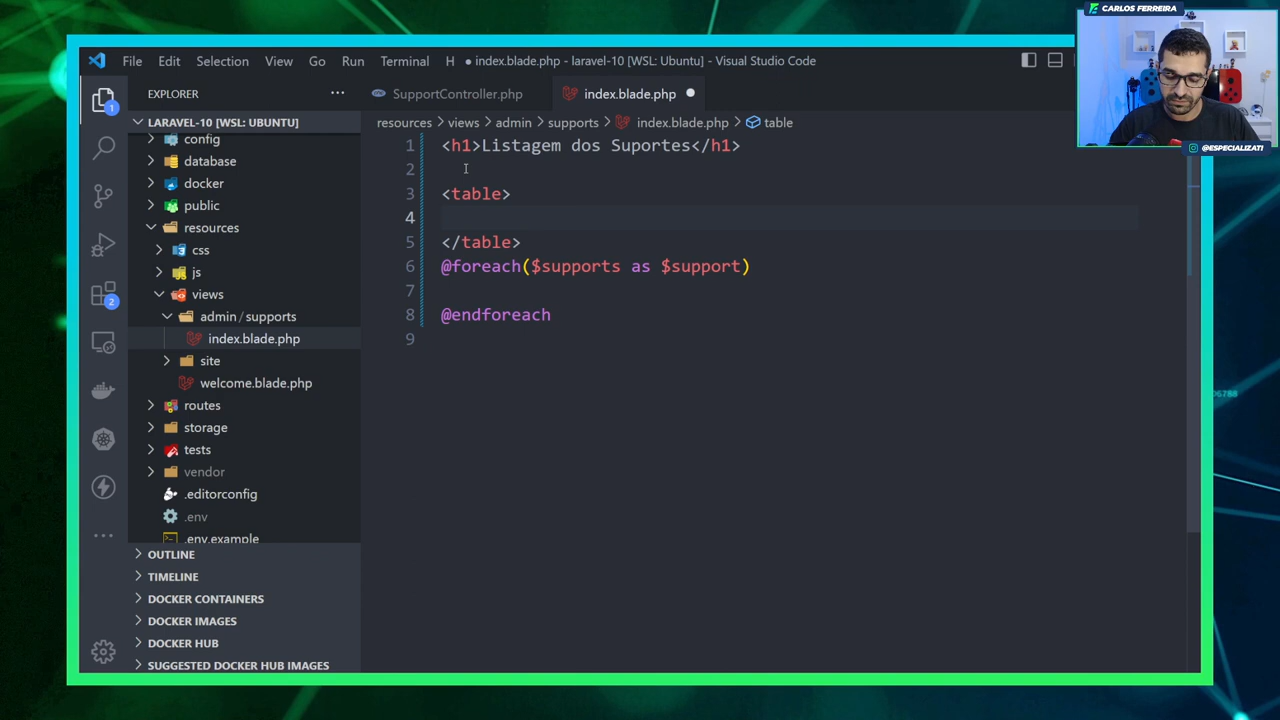 CARLOS FERREIRA
@ESPECIALIZATI
File Edit Selection View Go Run Terminal H ● index.blade.php - laravel-10 [WSL: Ubuntu] - Visual Studio Code
EXPLORER ···
SupportController.php index.blade.php
LARAVEL-10 [WSL: UBUNTU]
resources > views > admin > supports > index.blade.php > table
config
database
docker
public
resources
css
js
views
admin / supports
index.blade.php
site
welcome.blade.php
routes
storage
tests
vendor
.editorconfig
.env
.env.example
OUTLINE
TIMELINE
DOCKER CONTAINERS
DOCKER IMAGES
DOCKER HUB
SUGGESTED DOCKER HUB IMAGES
1
2
1 <h1>Listagem dos Suportes</h1>
2
3 <table>
4
5 </table>
6 @foreach($supports as $support)
7
8 @endforeach
9
06788